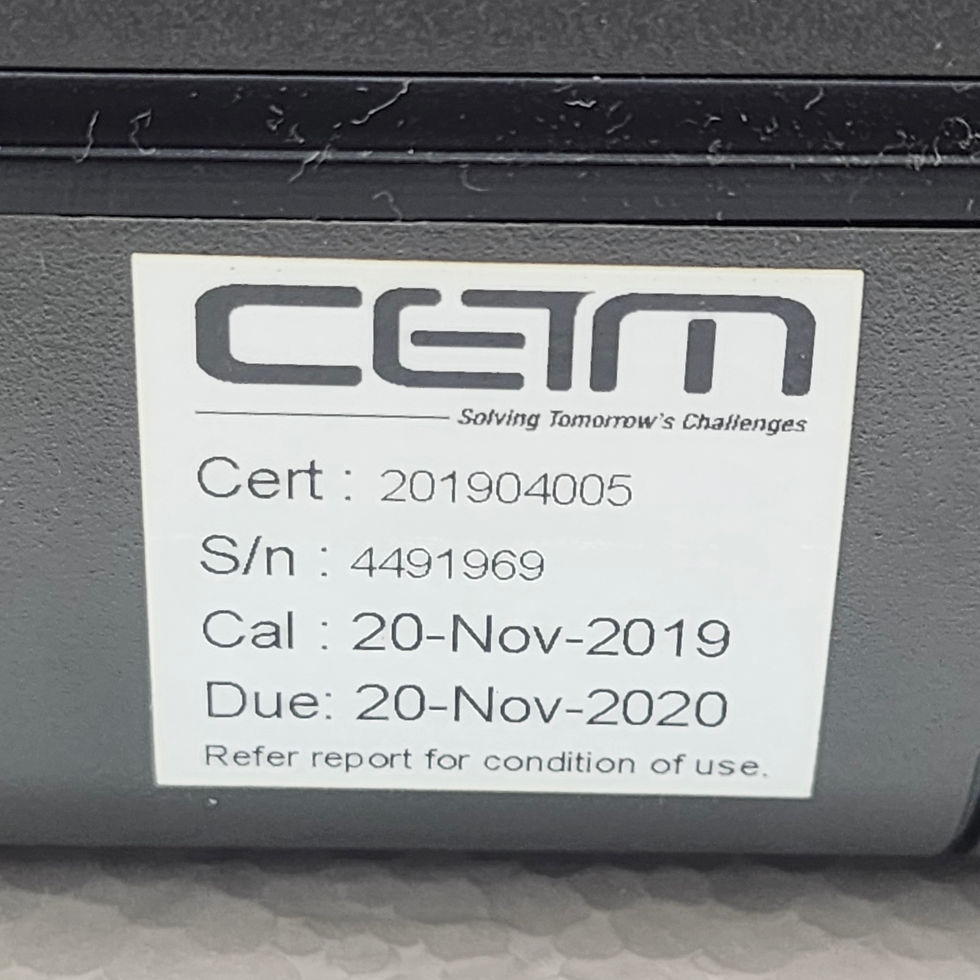 CETM
Solving Tomorrow's Challenges
Cert : 201904005
S/n : 4491969
Cal : 20-Nov-2019
Due: 20-Nov-2020
Refer report for condition of use.